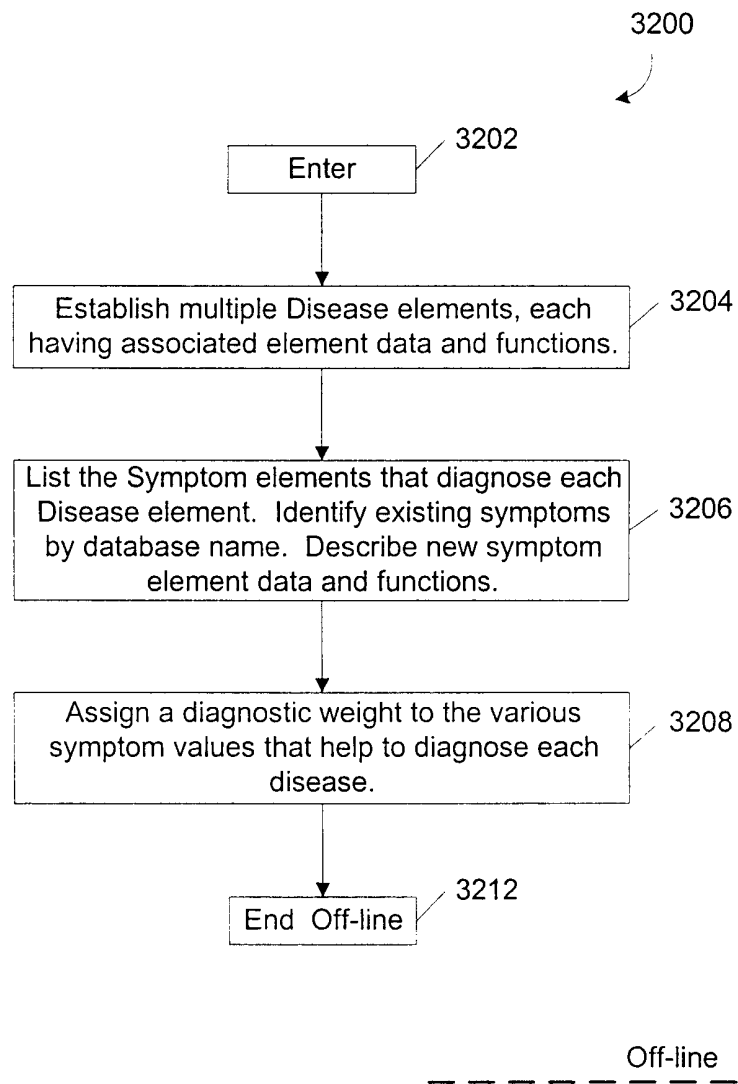 3200
3202
Enter
3204
Establish multiple Disease elements, each
having associated element data and functions.
List the Symptom elements that diagnose each
Disease element.  Identify existing symptoms
by database name.  Describe new symptom
element data and functions.
3206
Assign a diagnostic weight to the various
symptom values that help to diagnose each
disease.
3208
3212
End  Off-line
Off-line